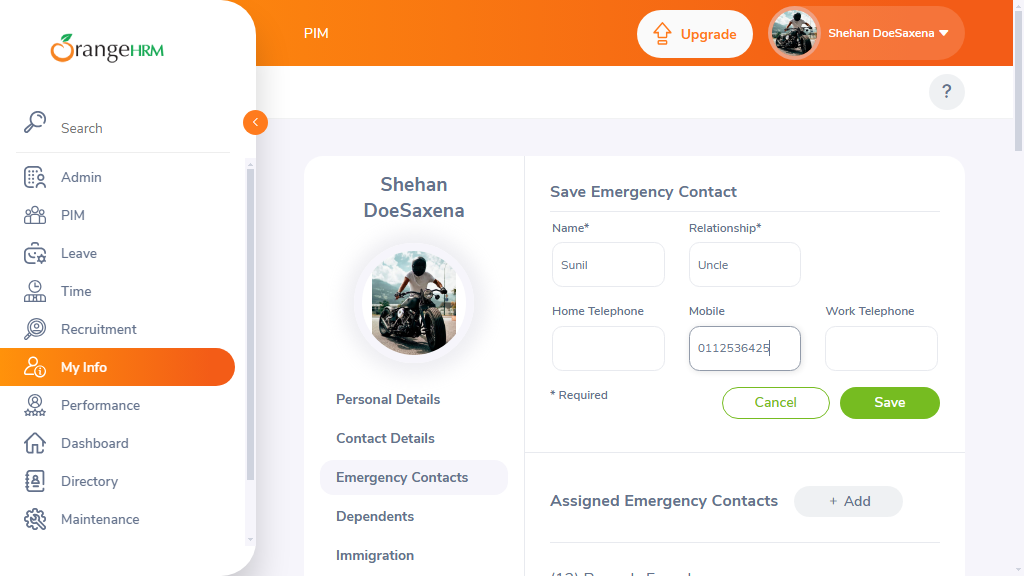 OrangeHRM
Search
Admin
PIM
Leave
Time
Recruitment
My Info
Performance
Dashboard
Directory
Maintenance
PIM
Upgrade
Shehan DoeSaxena
?
Shehan
DoeSaxena
Personal Details
Contact Details
Emergency Contacts
Dependents
Immigration
Save Emergency Contact
Name*
Relationship*
Sunil
Uncle
Home Telephone
Mobile
Work Telephone
0112536425
* Required
Cancel
Save
Assigned Emergency Contacts
+ Add